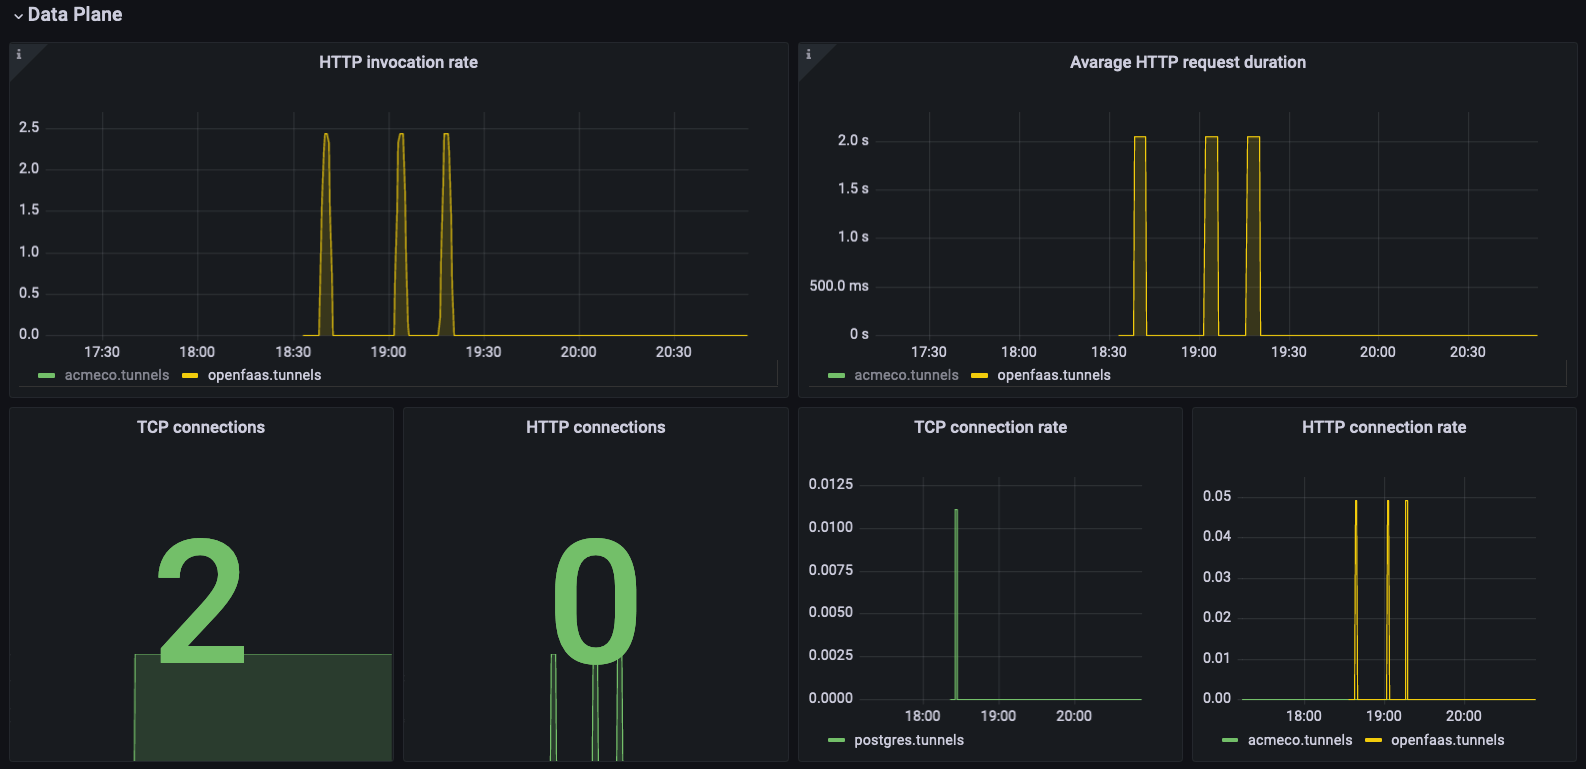 Data Plane
i
HTTP invocation rate
2.5
2.0
1.5
1.0
0.5
0.0
17:30 18:00 18:30 19:00 19:30 20:00 20:30
acmeco.tunnels openfaas.tunnels
i
Avarage HTTP request duration
2.0 s
1.5 s
1.0 s
500.0 ms
0 s
17:30 18:00 18:30 19:00 19:30 20:00 20:30
acmeco.tunnels openfaas.tunnels
TCP connections
2
HTTP connections
0
TCP connection rate
0.0125
0.0100
0.0075
0.0050
0.0025
0.0000
18:00 19:00 20:00
postgres.tunnels
HTTP connection rate
0.05
0.04
0.03
0.02
0.01
0.00
18:00 19:00 20:00
acmeco.tunnels openfaas.tunnels